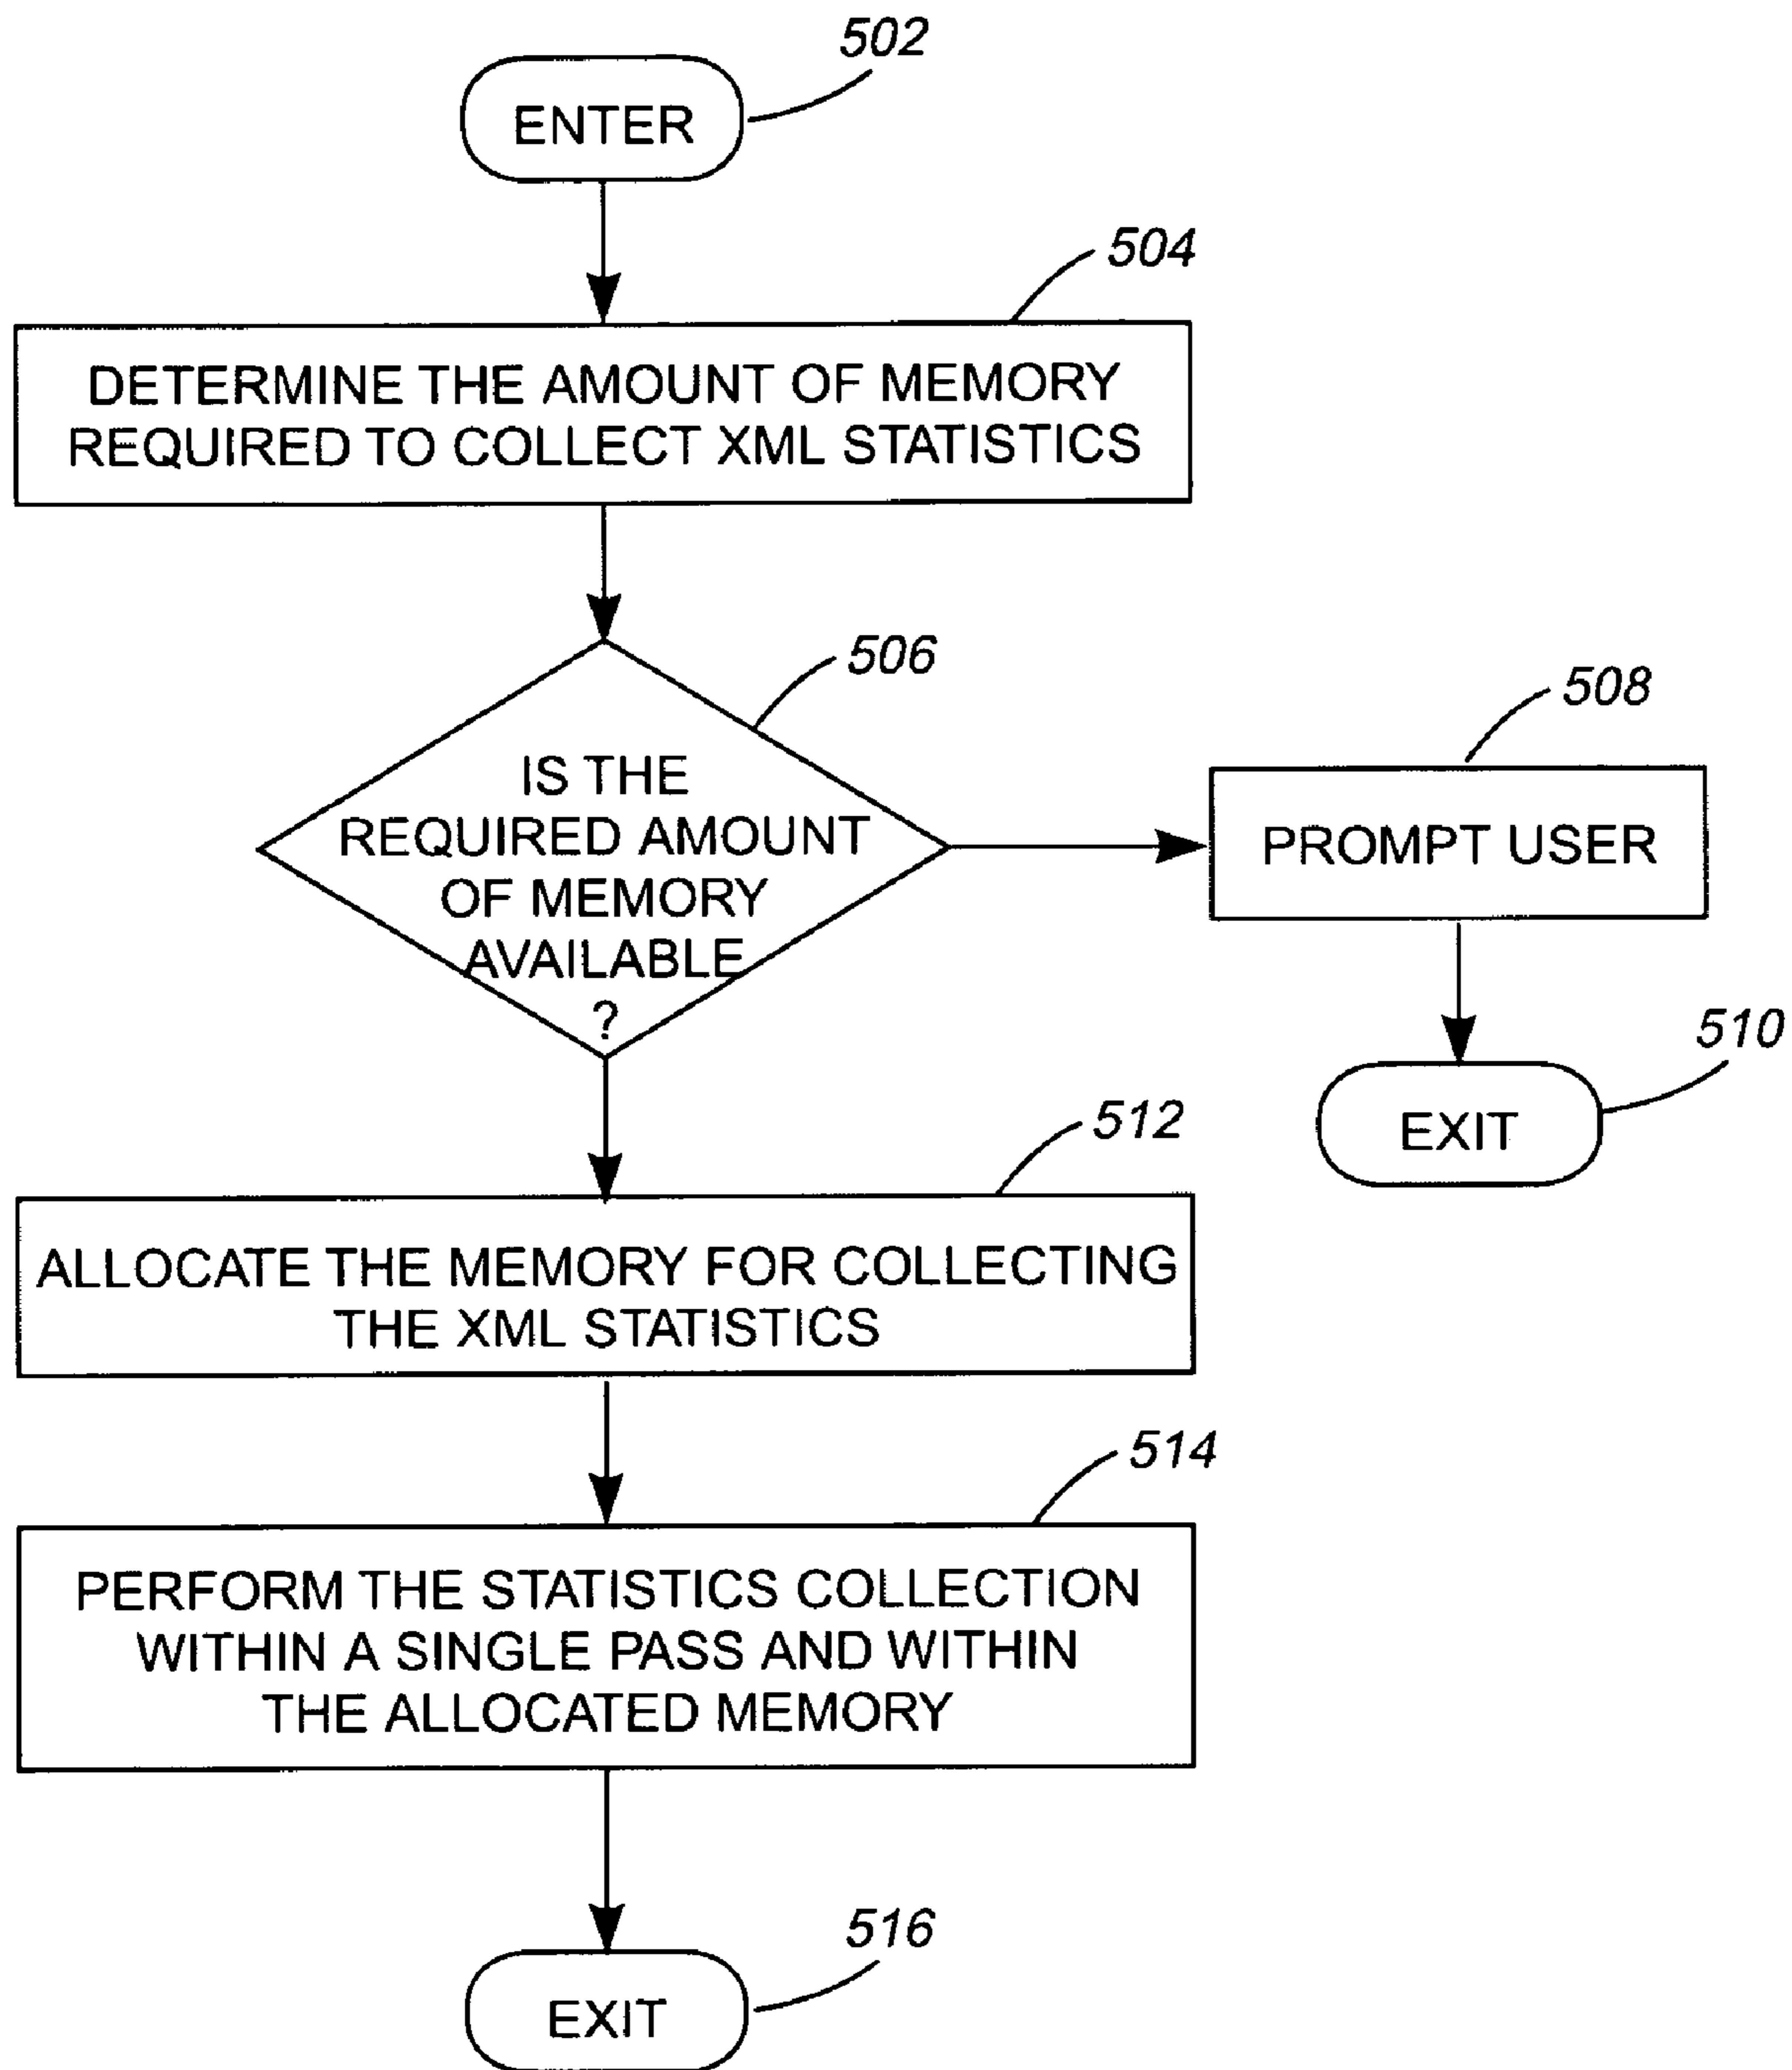 502
ENTER
504
DETERMINE THE AMOUNT OF MEMORY
REQUIRED TO COLLECT XML STATISTICS
506
IS THE
REQUIRED AMOUNT
OF MEMORY
AVAILABLE
?
508
PROMPT USER
510
EXIT
512
ALLOCATE THE MEMORY FOR COLLECTING
THE XML STATISTICS
514
PERFORM THE STATISTICS COLLECTION
WITHIN A SINGLE PASS AND WITHIN
THE ALLOCATED MEMORY
516
EXIT